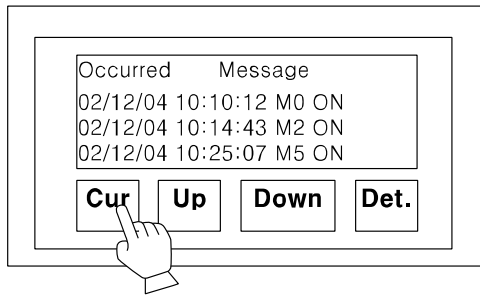 Occurred Message
02/12/04 10:10:12 M0 ON
02/12/04 10:14:43 M2 ON
02/12/04 10:25:07 M5 ON
Cur Up Down Det.